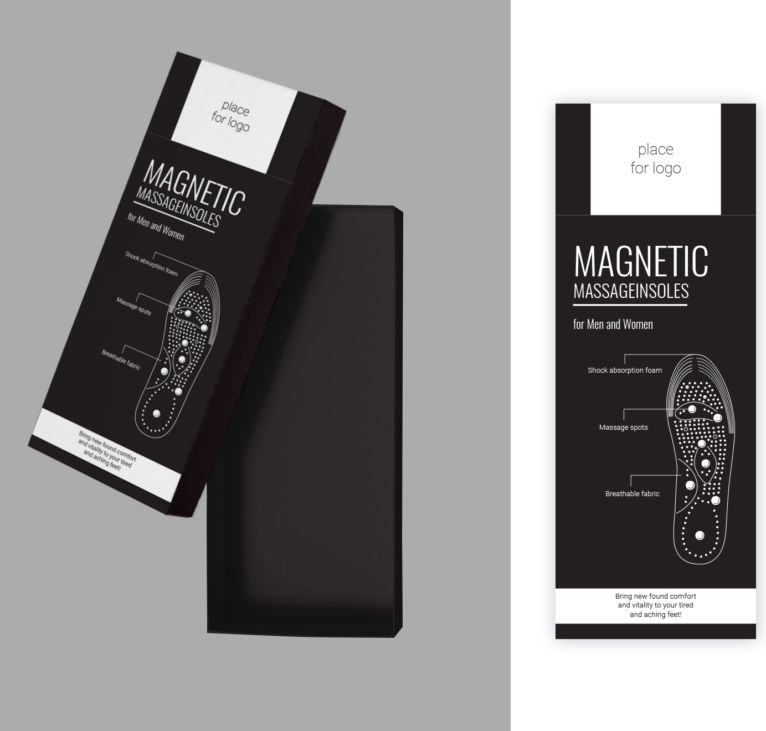 place
for logo
MAGNETIC
MASSAGEINSOLES
for Men and Women
Shock absorption foam
Massage spots
Breathable fabric
Bring new found comfort
and vitality to your tired
and aching feet!
place
for logo
MAGNETIC
MASSAGEINSOLES
for Men and Women
Shock absorption foam
Massage spots
Breathable fabric
Bring new found comfort
and vitality to your tired
and aching feet!